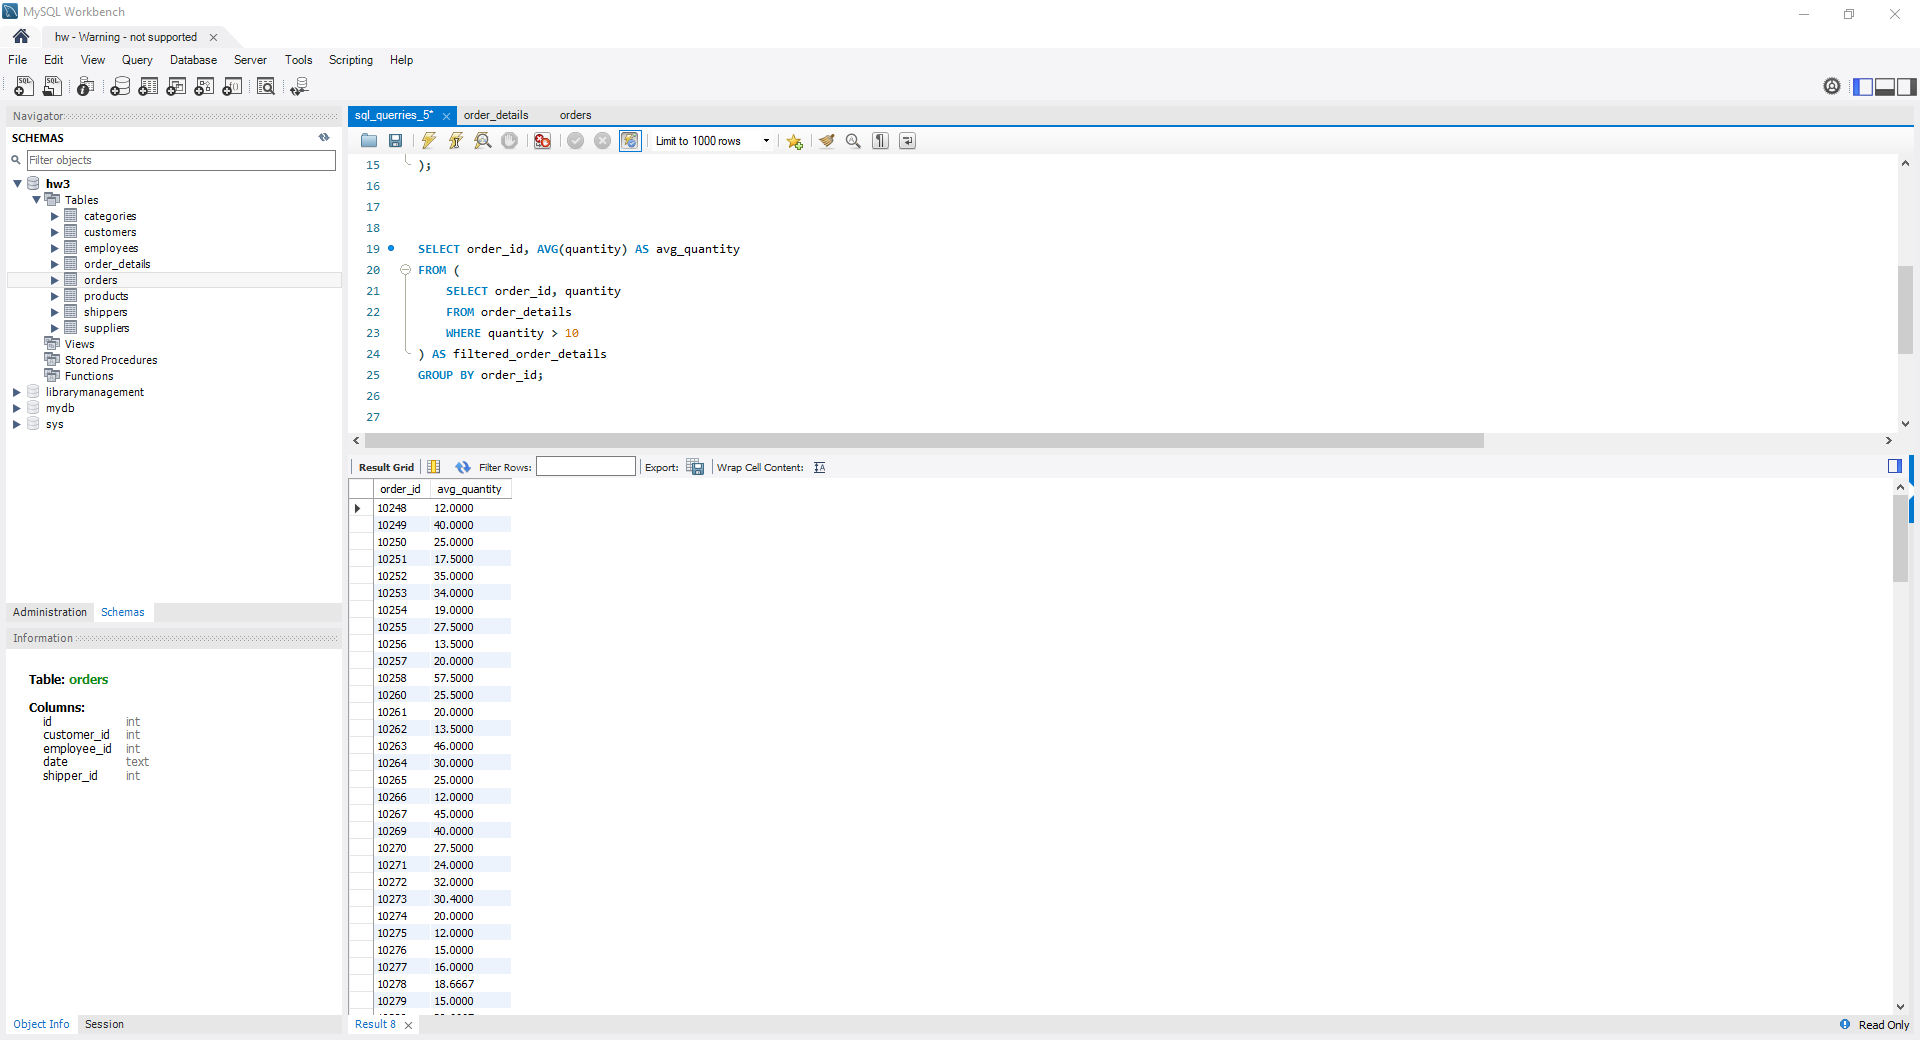 MySQL Workbench
hw - Warning - not supported
File Edit View Query Database Server Tools Scripting Help
Navigator
SCHEMAS
Filter objects
hw3
Tables
categories
customers
employees
order_details
orders
products
shippers
suppliers
Views
Stored Procedures
Functions
librarymanagement
mydb
sys
Administration Schemas
Information
Table: orders
Columns:
id int
customer_id int
employee_id int
date text
shipper_id int
Object Info Session
sql_querries_5* order_details orders
Limit to 1000 rows
15 );
16
17
18
19 SELECT order_id, AVG(quantity) AS avg_quantity
20 FROM (
21 SELECT order_id, quantity
22 FROM order_details
23 WHERE quantity > 10
24 ) AS filtered_order_details
25 GROUP BY order_id;
26
27
Result Grid Filter Rows: Export: Wrap Cell Content:
order_id avg_quantity
10248 12.0000
10249 40.0000
10250 25.0000
10251 17.5000
10252 35.0000
10253 34.0000
10254 19.0000
10255 27.5000
10256 13.5000
10257 20.0000
10258 57.5000
10260 25.5000
10261 20.0000
10262 13.5000
10263 46.0000
10264 30.0000
10265 25.0000
10266 12.0000
10267 45.0000
10269 40.0000
10270 27.5000
10271 24.0000
10272 32.0000
10273 30.4000
10274 20.0000
10275 12.0000
10276 15.0000
10277 16.0000
10278 18.6667
10279 15.0000
Result 8
Read Only